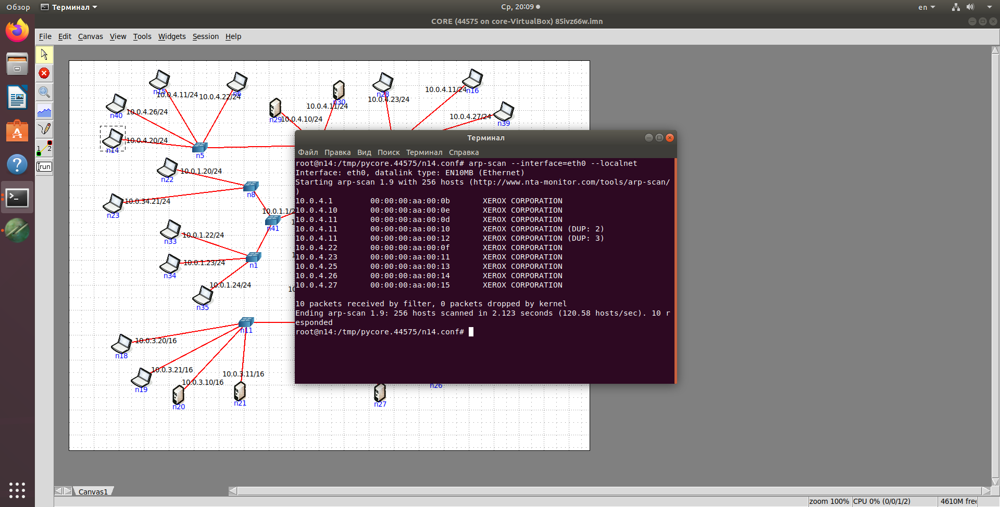 Обзор
Терминал
Ср, 20:09
en
CORE (44575 on core-VirtualBox) 85ivz66w.imn
File Edit Canvas View Tools Widgets Session Help
n15
10.0.4.11/24
n6
10.0.4.22/24
n40
10.0.4.26/24
n14
10.0.4.20/24
n5
n29
10.0.4.10/24
n30
10.0.4.11/24
n28
10.0.4.23/24
n16
10.0.4.11/24
n39
10.0.4.27/24
n22
10.0.1.20/24
n8
n23
10.0.34.21/24
10.0.1.1/2
n41
n33
10.0.1.22/24
n34
10.0.1.23/24
n1
n35
10.0.1.24/24
10
n11
n18
10.0.3.20/16
n19
10.0.3.21/16
n20
10.0.3.10/16
n21
10.0.3.11/16
n26
n27
1
2
run
Терминал
Файл Правка Вид Поиск Терминал Справка
root@n14:/tmp/pycore.44575/n14.conf# arp-scan --interface=eth0 --localnet
Interface: eth0, datalink type: EN10MB (Ethernet)
Starting arp-scan 1.9 with 256 hosts (http://www.nta-monitor.com/tools/arp-scan/
)
10.0.4.1 00:00:00:aa:00:0b XEROX CORPORATION
10.0.4.10 00:00:00:aa:00:0e XEROX CORPORATION
10.0.4.11 00:00:00:aa:00:0d XEROX CORPORATION
10.0.4.11 00:00:00:aa:00:10 XEROX CORPORATION (DUP: 2)
10.0.4.11 00:00:00:aa:00:12 XEROX CORPORATION (DUP: 3)
10.0.4.22 00:00:00:aa:00:0f XEROX CORPORATION
10.0.4.23 00:00:00:aa:00:11 XEROX CORPORATION
10.0.4.25 00:00:00:aa:00:13 XEROX CORPORATION
10.0.4.26 00:00:00:aa:00:14 XEROX CORPORATION
10.0.4.27 00:00:00:aa:00:15 XEROX CORPORATION
10 packets received by filter, 0 packets dropped by kernel
Ending arp-scan 1.9: 256 hosts scanned in 2.123 seconds (120.58 hosts/sec). 10 r
esponded
root@n14:/tmp/pycore.44575/n14.conf#
Canvas1
zoom 100%
CPU 0% (0/0/1/2)
4610M free